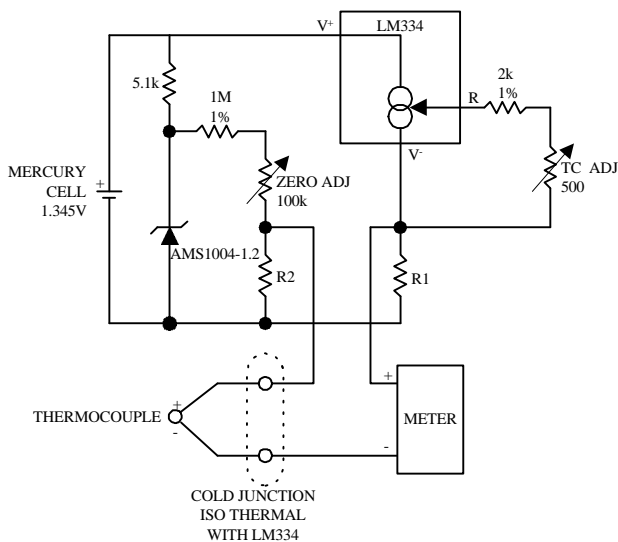 V+
LM334
5.1k
1M
1%
2k
1%
R
V-
MERCURY
CELL
1.345V
+
ZERO ADJ
100k
TC ADJ
500
AMS1004-1.2
R2
R1
+
THERMOCOUPLE
+
-
METER
-
COLD JUNCTION
ISO THERMAL
WITH LM334